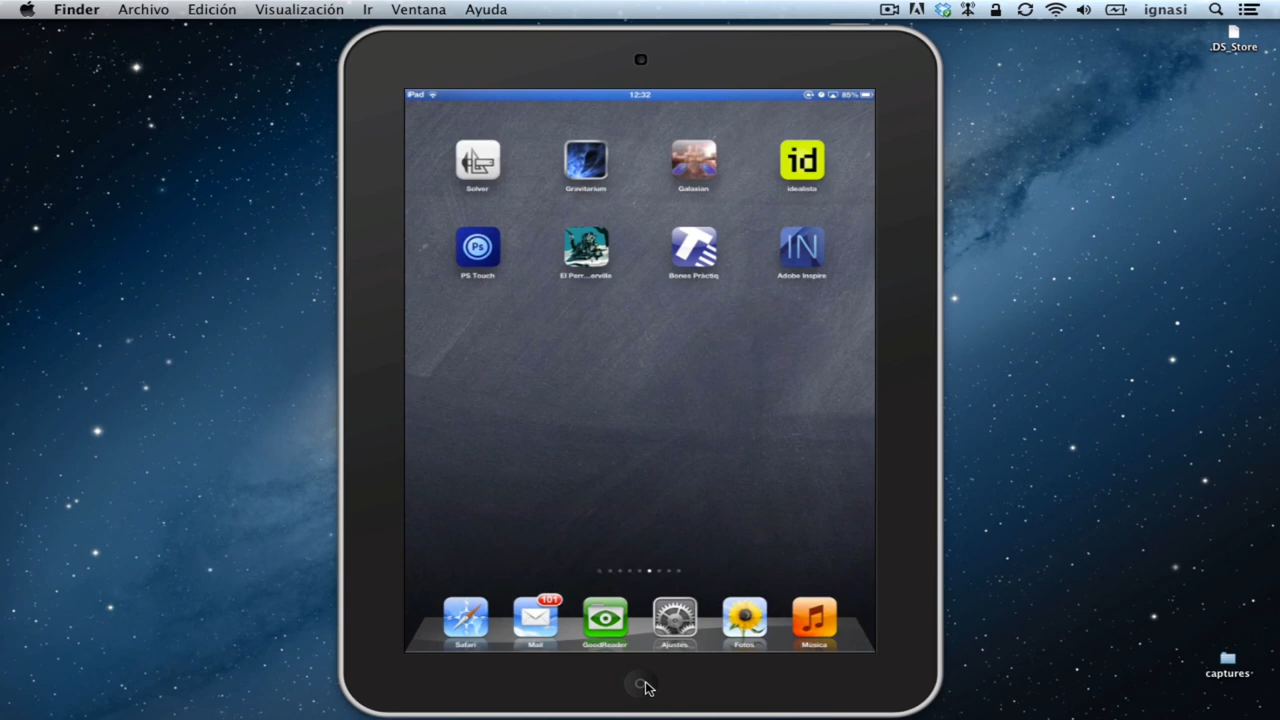 Finder Archivo Edición Visualización Ir Ventana Ayuda ignasi
.DS_Store
iPad 12:32 85%
id
Solver Gravitarium Galaxian idealista
Ps IN
PS Touch El Perr...erville Bones Pràctiq Adobe Inspire
101
Safari Mail GoodReader Ajustes Fotos Música
captures